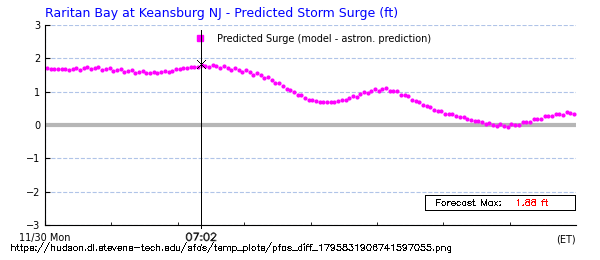 Raritan Bay at Keansburg NJ - Predicted Storm Surge (ft)
3
Predicted Surge (model - astron. prediction)
2
1
0
−1
−2
Forecast Max: 1.88 ft
−3
11/30 Mon 07:02
(ET)
https://hudson.dl.stevens-tech.edu/sfas/temp_plots/pfas_diff_1795831906741597055.png